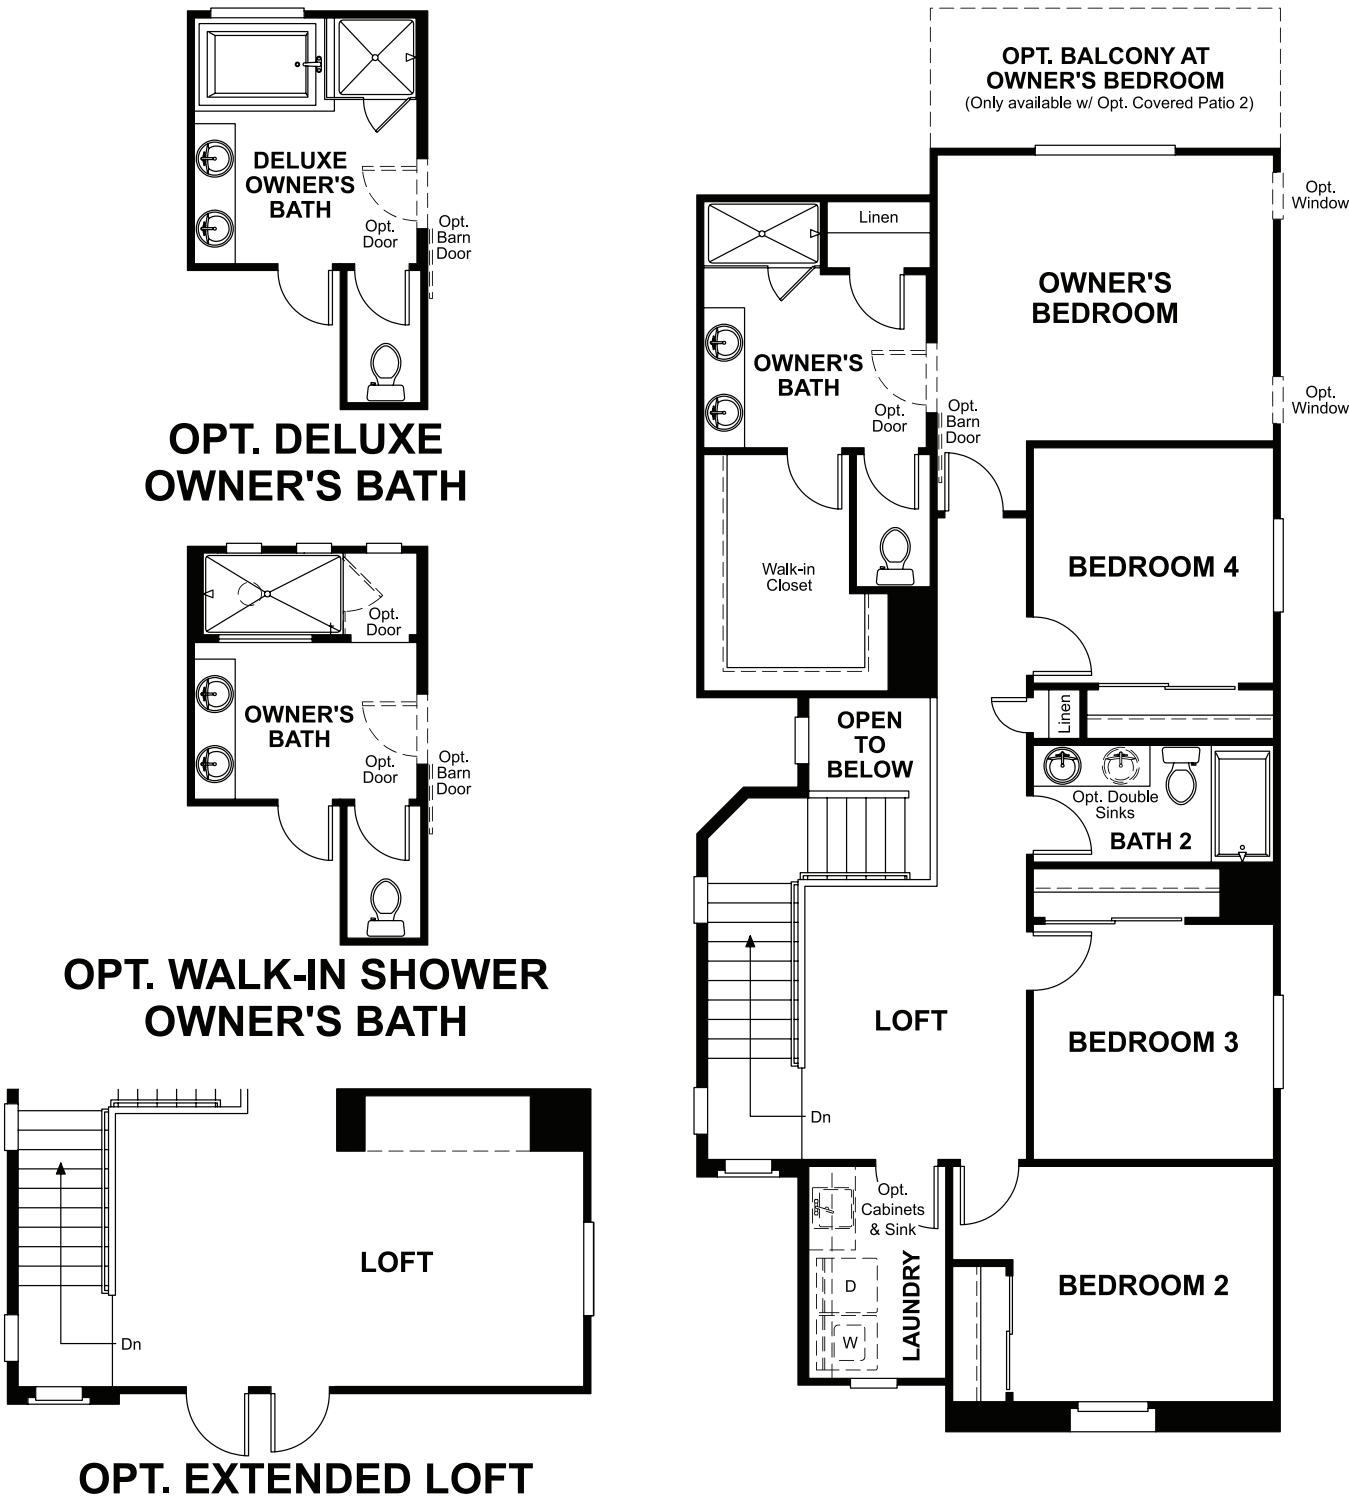 DELUXE
OWNER'S
BATH
Opt.
Door
Opt.
Barn
Door
OPT. DELUXE
OWNER'S BATH
Opt.
Door
OWNER'S
BATH
Opt.
Door
Opt.
Barn
Door
OPT. WALK-IN SHOWER
OWNER'S BATH
LOFT
Dn
OPT. EXTENDED LOFT
OPT. BALCONY AT
OWNER'S BEDROOM
(Only available w/ Opt. Covered Patio 2)
Opt.
Window
Linen
OWNER'S
BEDROOM
OWNER'S
BATH
Opt.
Door
Opt.
Barn
Door
Opt.
Window
Walk-in
Closet
BEDROOM 4
Linen
OPEN
TO
BELOW
Opt. Double
Sinks
BATH 2
LOFT
BEDROOM 3
Dn
Opt.
Cabinets
& Sink
LAUNDRY
D
W
BEDROOM 2